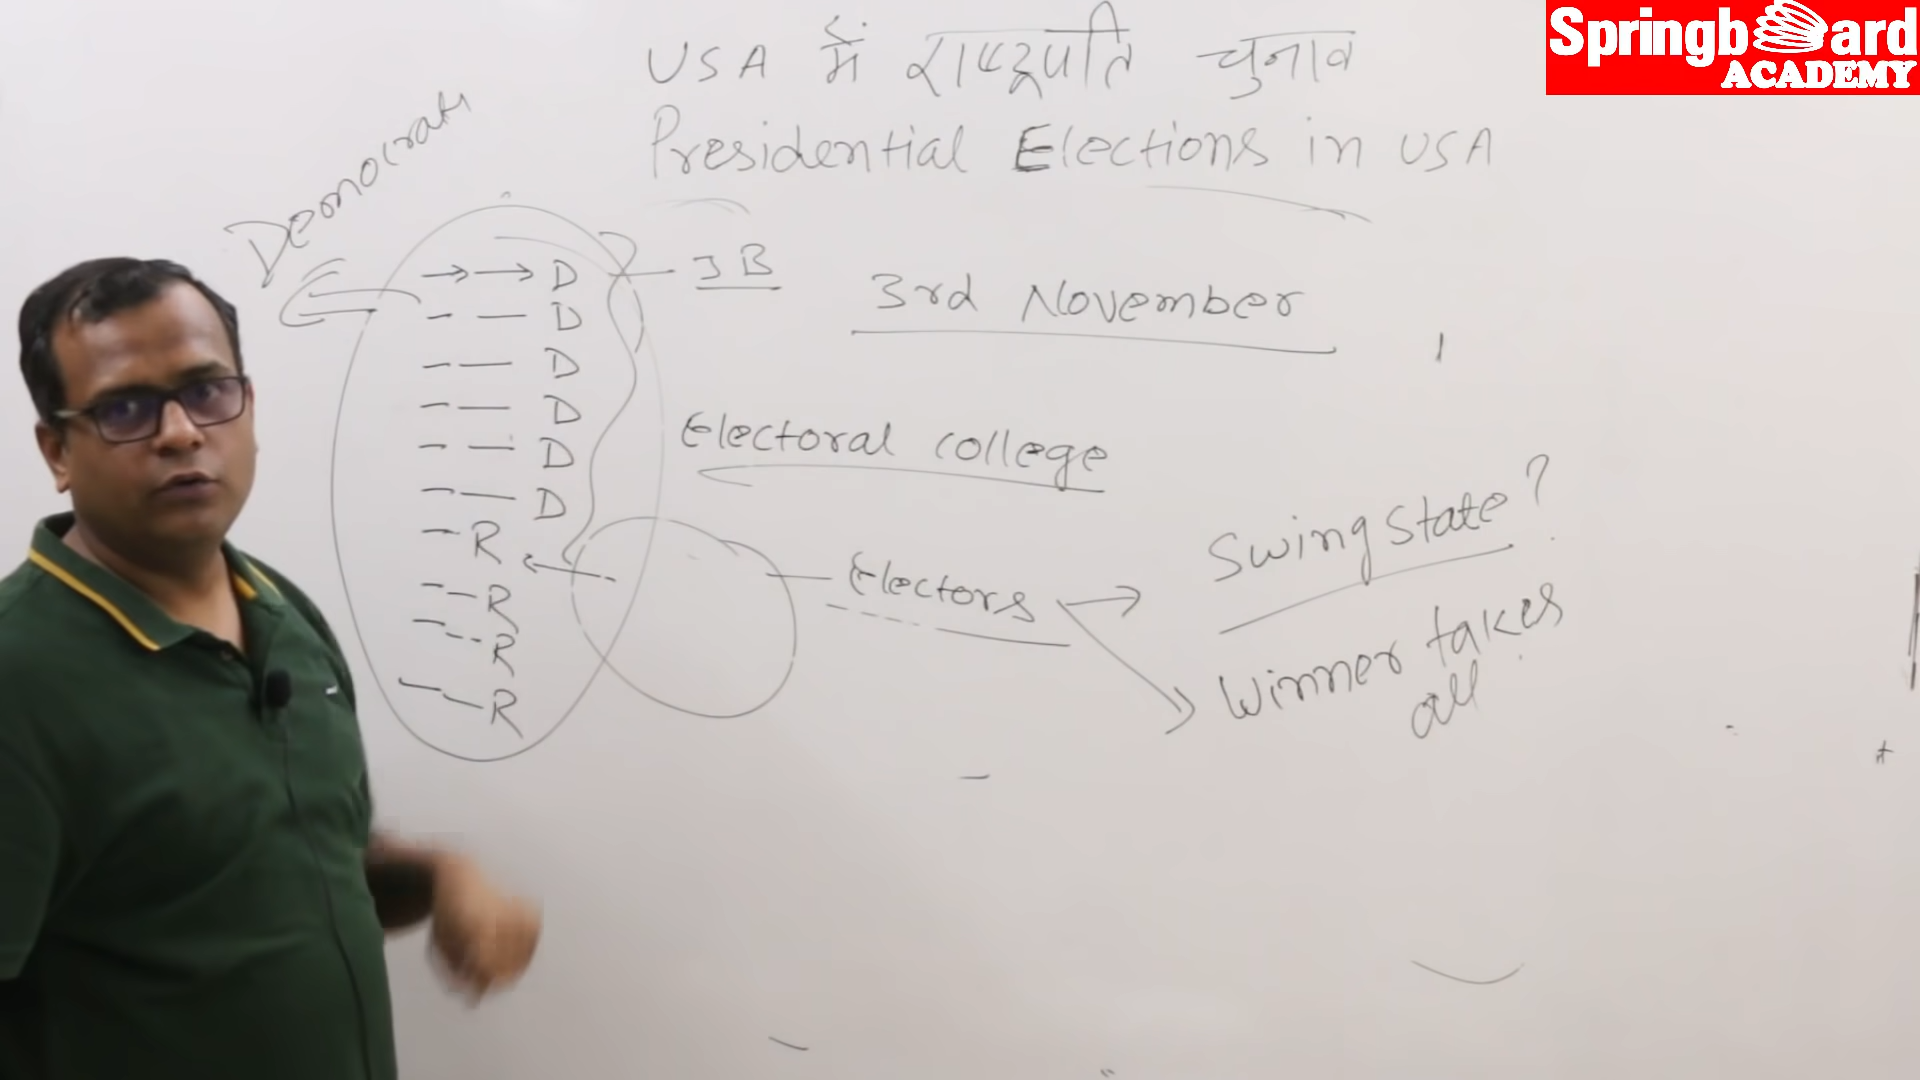 Springboard
ACADEMY
USA में राष्ट्रपति चुनाव
Presidential Elections in USA
Democrat
D JB
D
D
D
D
D
R
R
R
R
3rd November
Electoral college
Electors
Swing State?
Winner takes
all